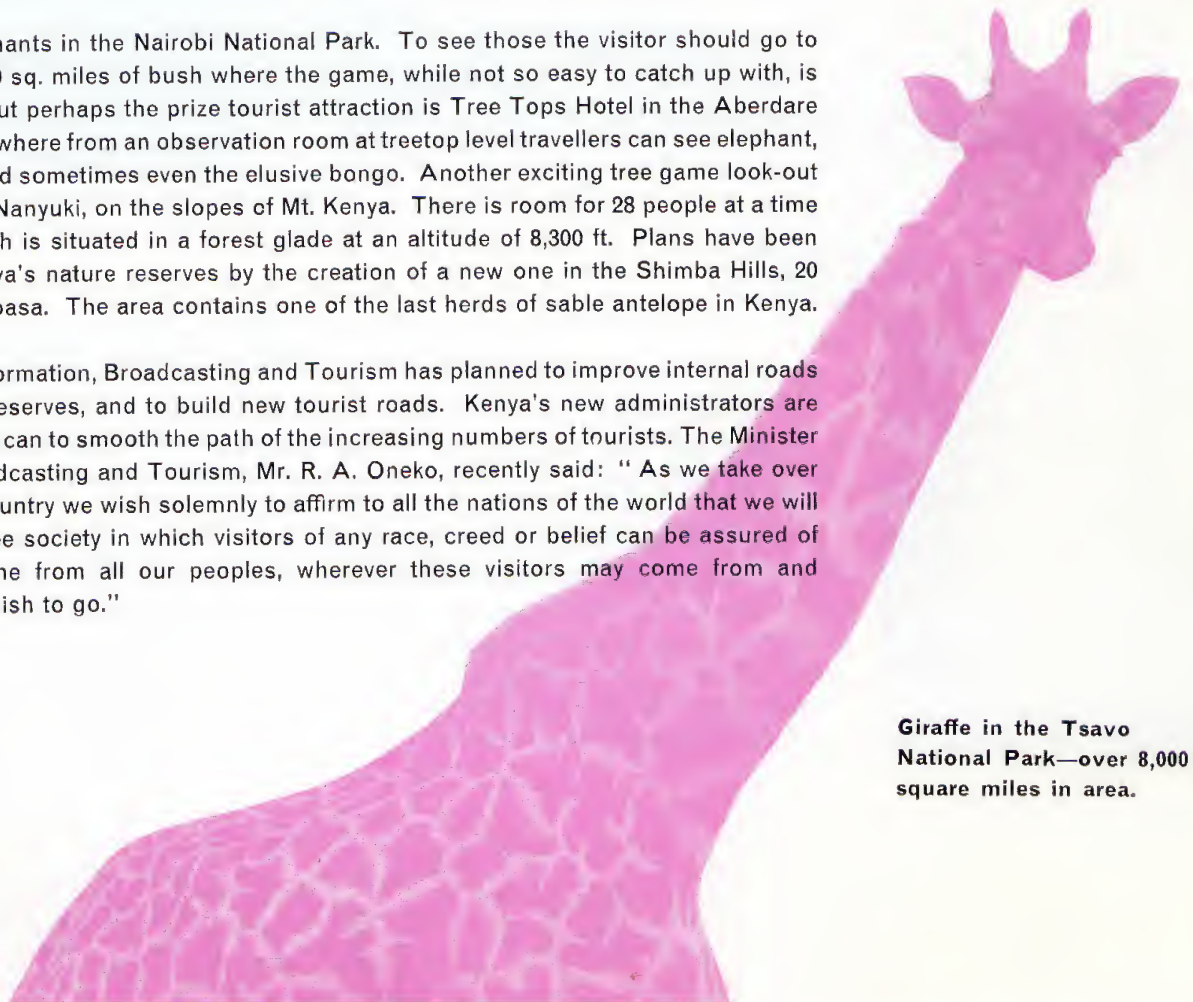 hants in the Nairobi National Park. To see those the visitor should go to
0 sq. miles of bush where the game, while not so easy to catch up with, is
ut perhaps the prize tourist attraction is Tree Tops Hotel in the Aberdare
where from an observation room at treetop level travellers can see elephant,
d sometimes even the elusive bongo. Another exciting tree game look-out
Nanyuki, on the slopes of Mt. Kenya. There is room for 28 people at a time
h is situated in a forest glade at an altitude of 8,300 ft. Plans have been
ya's nature reserves by the creation of a new one in the Shimba Hills, 20
basa. The area contains one of the last herds of sable antelope in Kenya.
ormation, Broadcasting and Tourism has planned to improve internal roads
eserves, and to build new tourist roads. Kenya's new administrators are
can to smooth the path of the increasing numbers of tourists. The Minister
dcasting and Tourism, Mr. R. A. Oneko, recently said: “ As we take over
untry we wish solemnly to affirm to all the nations of the world that we will
e society in which visitors of any race, creed or belief can be assured of
me from all our peoples, wherever these visitors may come from and
ish to go.”
Giraffe in the Tsavo
National Park—over 8,000
square miles in area.